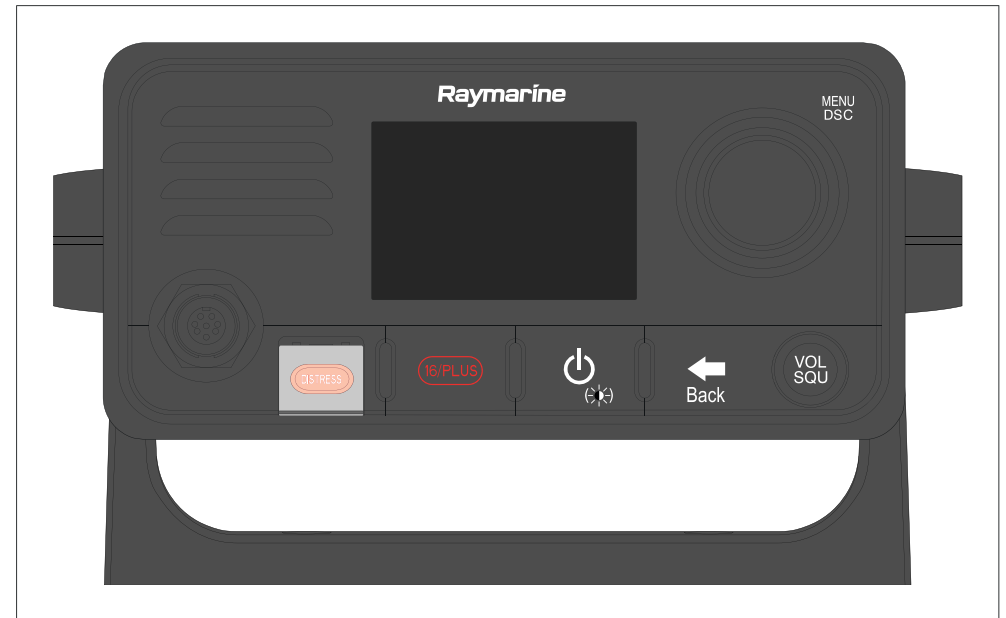 Raymarine
MENU
DSC
DISTRESS
16/PLUS
Back
VOL
SQU